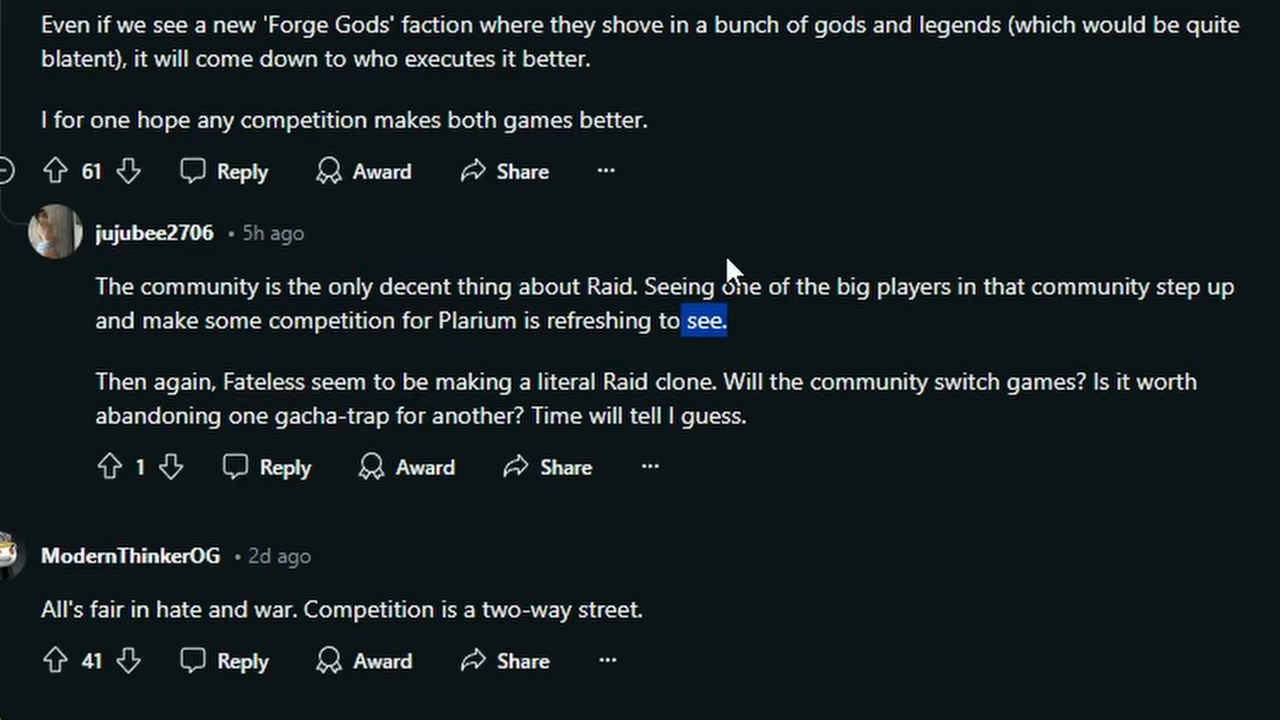 Even if we see a new 'Forge Gods' faction where they shove in a bunch of gods and legends (which would be quite
blatent), it will come down to who executes it better.
I for one hope any competition makes both games better.
61 Reply Award Share ...
jujubee2706 • 5h ago
The community is the only decent thing about Raid. Seeing one of the big players in that community step up
and make some competition for Plarium is refreshing to see.
Then again, Fateless seem to be making a literal Raid clone. Will the community switch games? Is it worth
abandoning one gacha-trap for another? Time will tell I guess.
1 Reply Award Share ...
ModernThinkerOG • 2d ago
All's fair in hate and war. Competition is a two-way street.
41 Reply Award Share ...